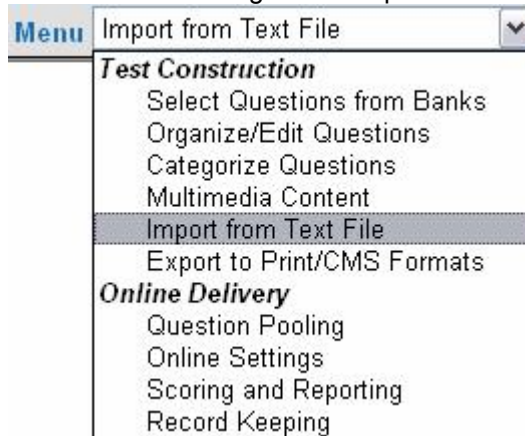 Menu Import from Text File
Test Construction
Select Questions from Banks
Organize/Edit Questions
Categorize Questions
Multimedia Content
Import from Text File
Export to Print/CMS Formats
Online Delivery
Question Pooling
Online Settings
Scoring and Reporting
Record Keeping